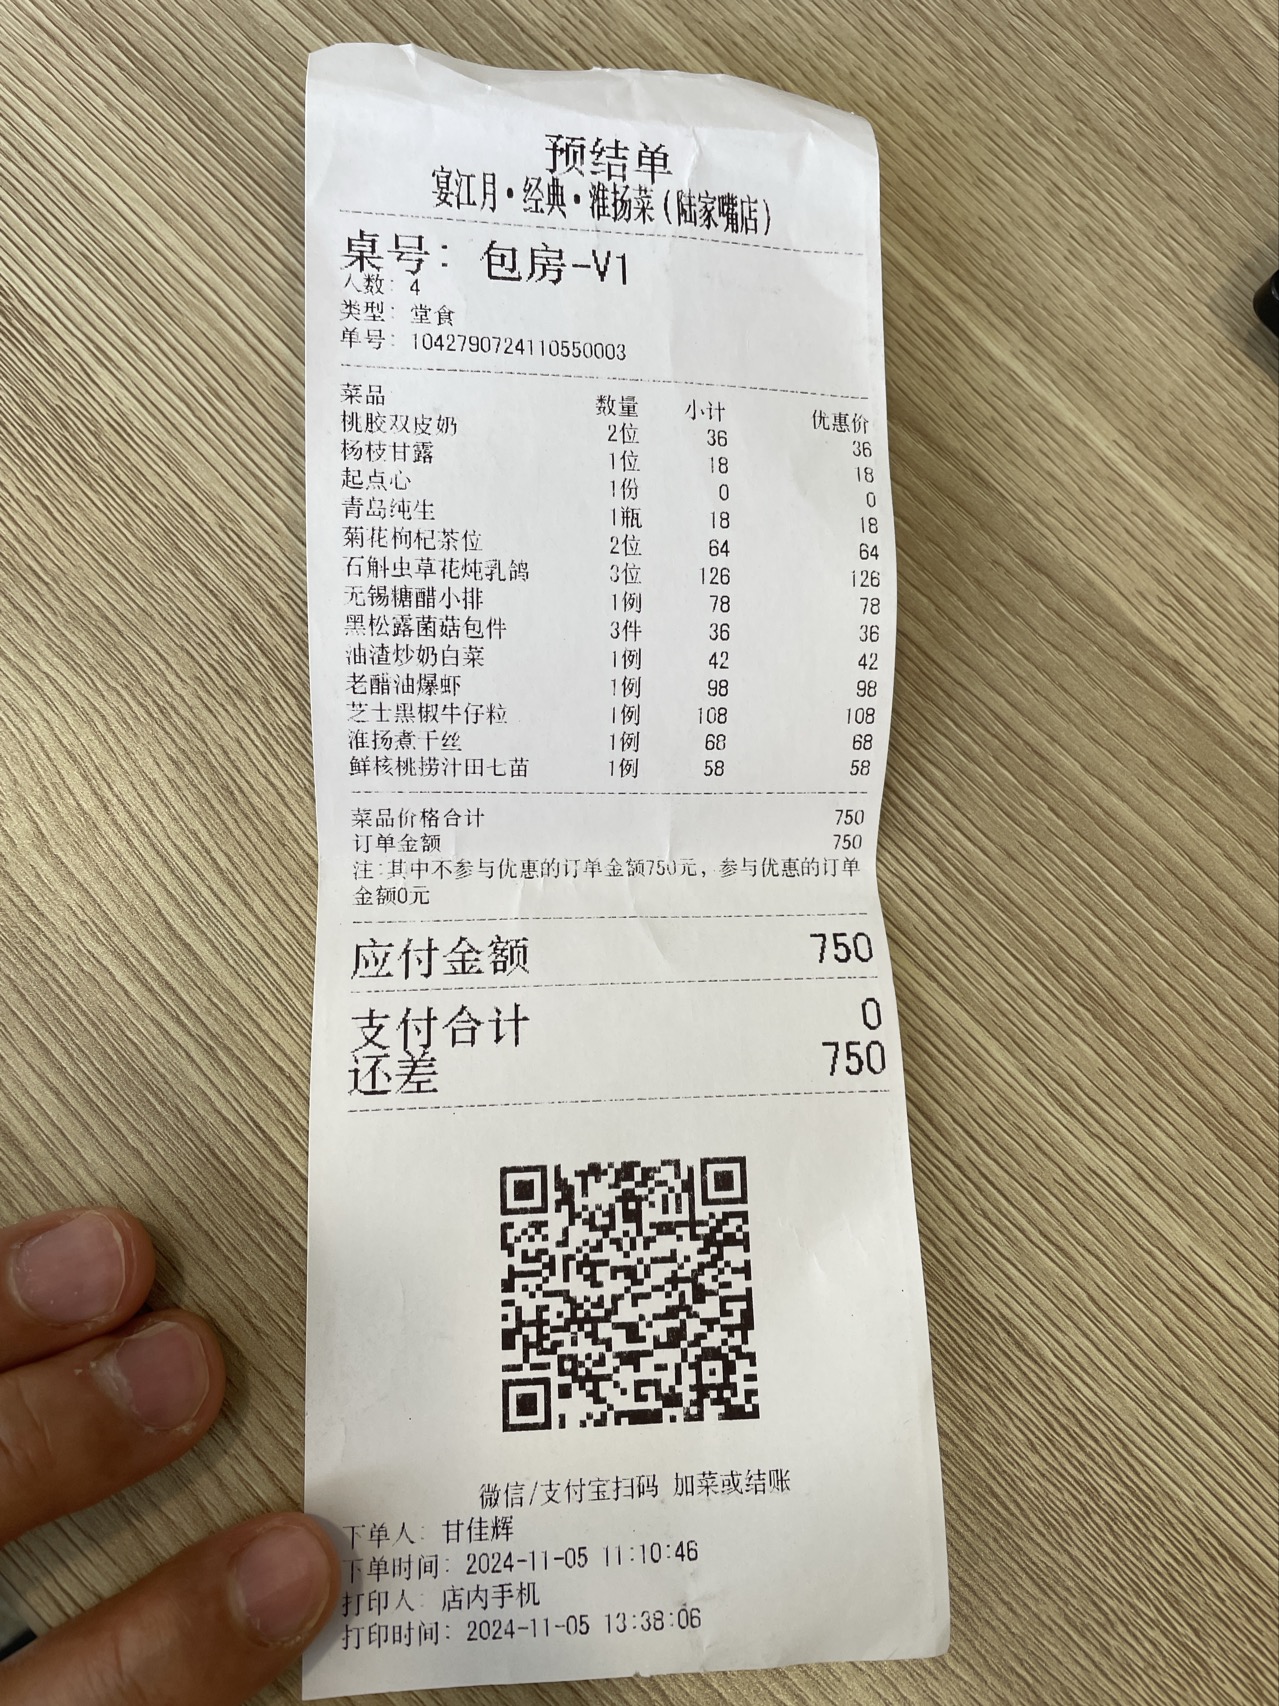 预结单
宴江月·经典·淮扬菜(陆家嘴店)
桌号: 包房-V1
人数: 4
类型: 堂食
单号: 1042790724110550003
菜品 数量 小计 优惠价
桃胶双皮奶 2位 36 36
杨枝甘露 1位 18 18
起点心 1份 0 0
青岛纯生 1瓶 18 18
菊花枸杞茶位 2位 64 64
石斛虫草花炖乳鸽 3位 126 126
无锡糖醋小排 1例 78 78
黑松露菌菇包件 3件 36 36
油渣炒奶白菜 1例 42 42
老醋油爆虾 1例 98 98
芝士黑椒牛仔粒 1例 108 108
淮扬煮干丝 1例 68 68
鲜核桃捞汁田七苗 1例 58 58
菜品价格合计 750
订单金额 750
注:其中不参与优惠的订单金额750元, 参与优惠的订单
金额0元
应付金额 750
支付合计 0
还差 750
微信/支付宝扫码 加菜或结账
下单人: 甘佳辉
下单时间: 2024-11-05 11:10:46
打印人: 店内手机
打印时间: 2024-11-05 13:38:06